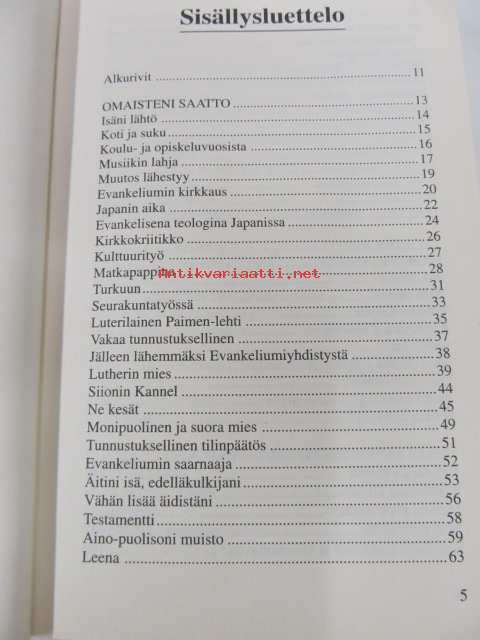 Sisällysluettelo
Alkurivit ..... 11
OMAISTENI SAATTO ..... 13
Isäni lähtö ..... 14
Koti ja suku ..... 15
Koulu- ja opiskeluvuosista ..... 16
Musiikin lahja ..... 17
Muutos lähestyy ..... 19
Evankeliumin kirkkaus ..... 20
Japanin aika ..... 22
Evankelisena teologina Japanissa ..... 24
Kirkkokriitikko ..... 26
Kulttuurityö ..... 27
Matkapappina ..... 28
Antikvariaatti.net
Turkuun ..... 31
Seurakuntatyössä ..... 33
Luterilainen Paimen-lehti ..... 35
Vakaa tunnustuksellinen ..... 37
Jälleen lähemmäksi Evankeliumiyhdistystä ..... 38
Lutherin mies ..... 39
Siionin Kannel ..... 44
Ne kesät ..... 45
Monipuolinen ja suora mies ..... 49
Tunnustuksellinen tilinpäätös ..... 51
Evankeliumin saarnaaja ..... 52
Äitini isä, edelläkulkijani ..... 53
Vähän lisää äidistäni ..... 56
Testamentti ..... 58
Aino-puolisoni muisto ..... 59
Leena ..... 63
5